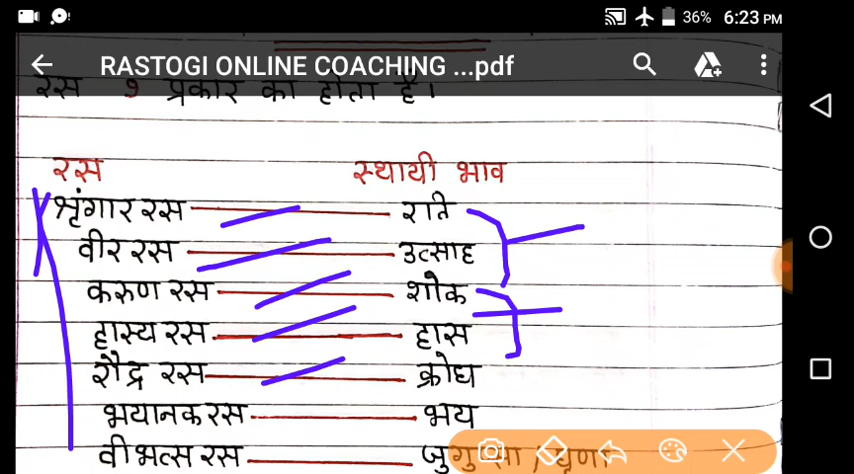 36% 6:23 PM
RASTOGI ONLINE COACHING ...pdf
रस 9 प्रकार का होता है।
रस स्थायी भाव
श्रृंगार रस रति
वीर रस उत्साह
करुण रस शोक
हास्य रस हास
रौद्र रस क्रोध
भयानक रस भय
वीभत्स रस जुगुप्सा / घृणा